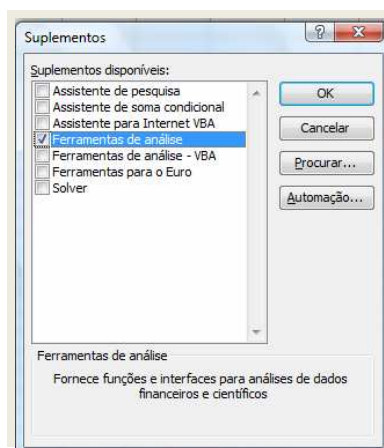 Suplementos
Suplementos disponíveis:
Assistente de pesquisa
Assistente de soma condicional
Assistente para Internet VBA
Ferramentas de análise
Ferramentas de análise - VBA
Ferramentas para o Euro
Solver
OK
Cancelar
Procurar...
Automação...
Ferramentas de análise
Fornece funções e interfaces para análises de dados
financeiros e científicos